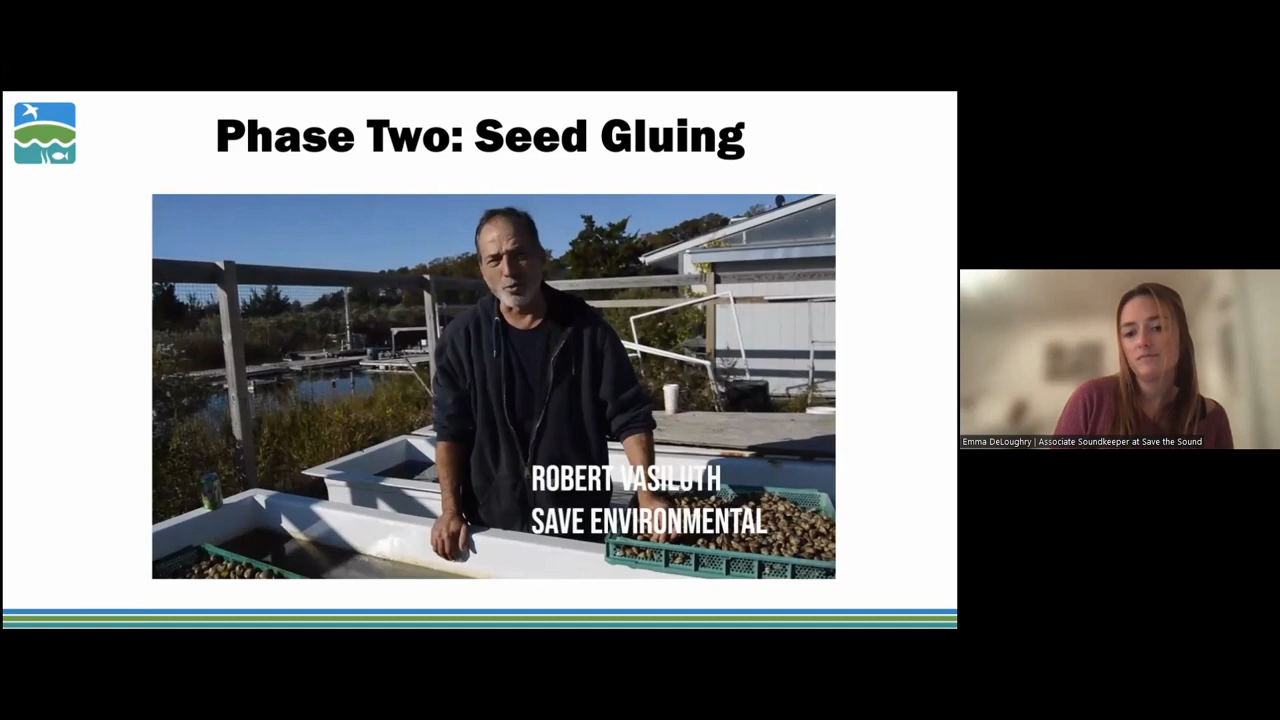 Phase Two: Seed Gluing
ROBERT VASILUTH
SAVE ENVIRONMENTAL
Emma DeLoughry | Associate Soundkeeper at Save the Sound